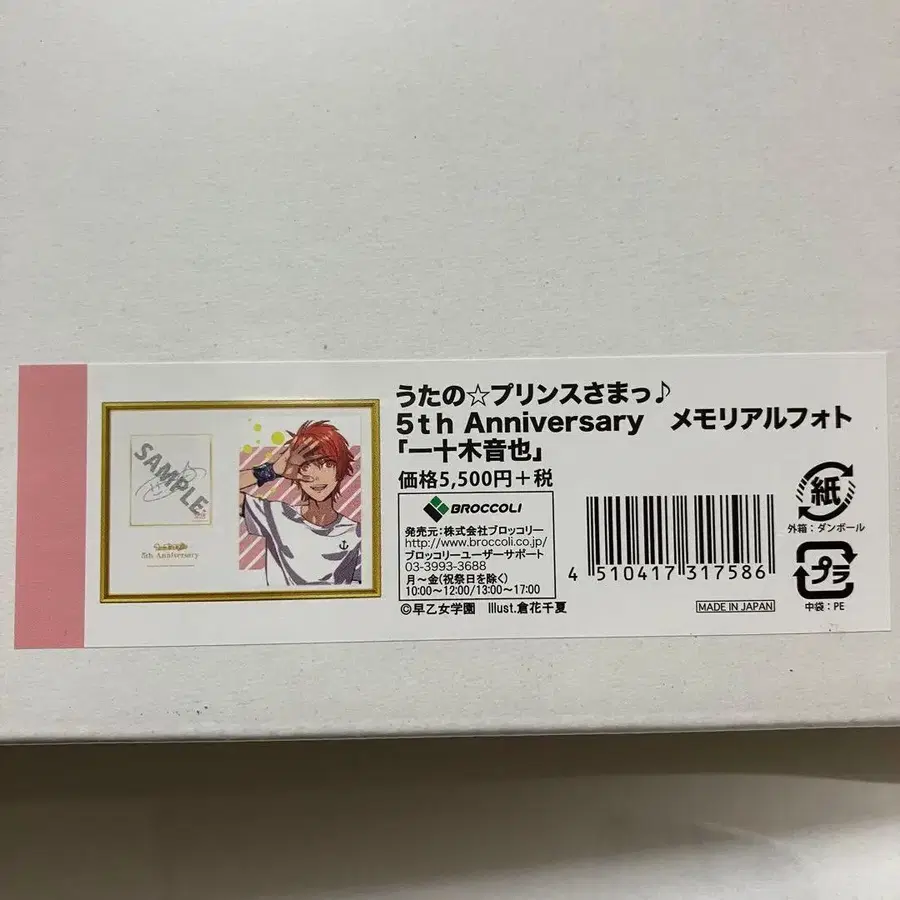 うたの☆プリンスさまっ♪
5th Anniversary　メモリアルフォト
「一十木音也」
価格5,500円+税
BROCCOLI
発売元：株式会社ブロッコリー
http://www.broccoli.co.jp/
ブロッコリーユーザーサポート
03-3993-3688
月～金(祝祭日を除く)
10:00～12:00/13:00～17:00
©早乙女学園　Illust.倉花千夏
4 510417 317586
MADE IN JAPAN
紙
外箱：ダンボール
プラ
中袋：PE
SAMPLE
5th Anniversary